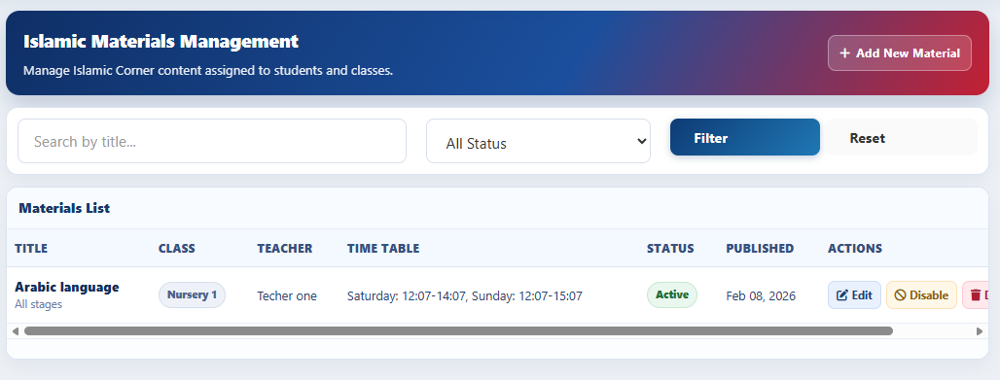 Islamic Materials Management
Manage Islamic Corner content assigned to students and classes.
+ Add New Material
Search by title...
All Status
Filter
Reset
Materials List
TITLE CLASS TEACHER TIME TABLE STATUS PUBLISHED ACTIONS
Arabic language
All stages
Nursery 1
Techer one
Saturday: 12:07-14:07, Sunday: 12:07-15:07
Active
Feb 08, 2026
Edit
Disable